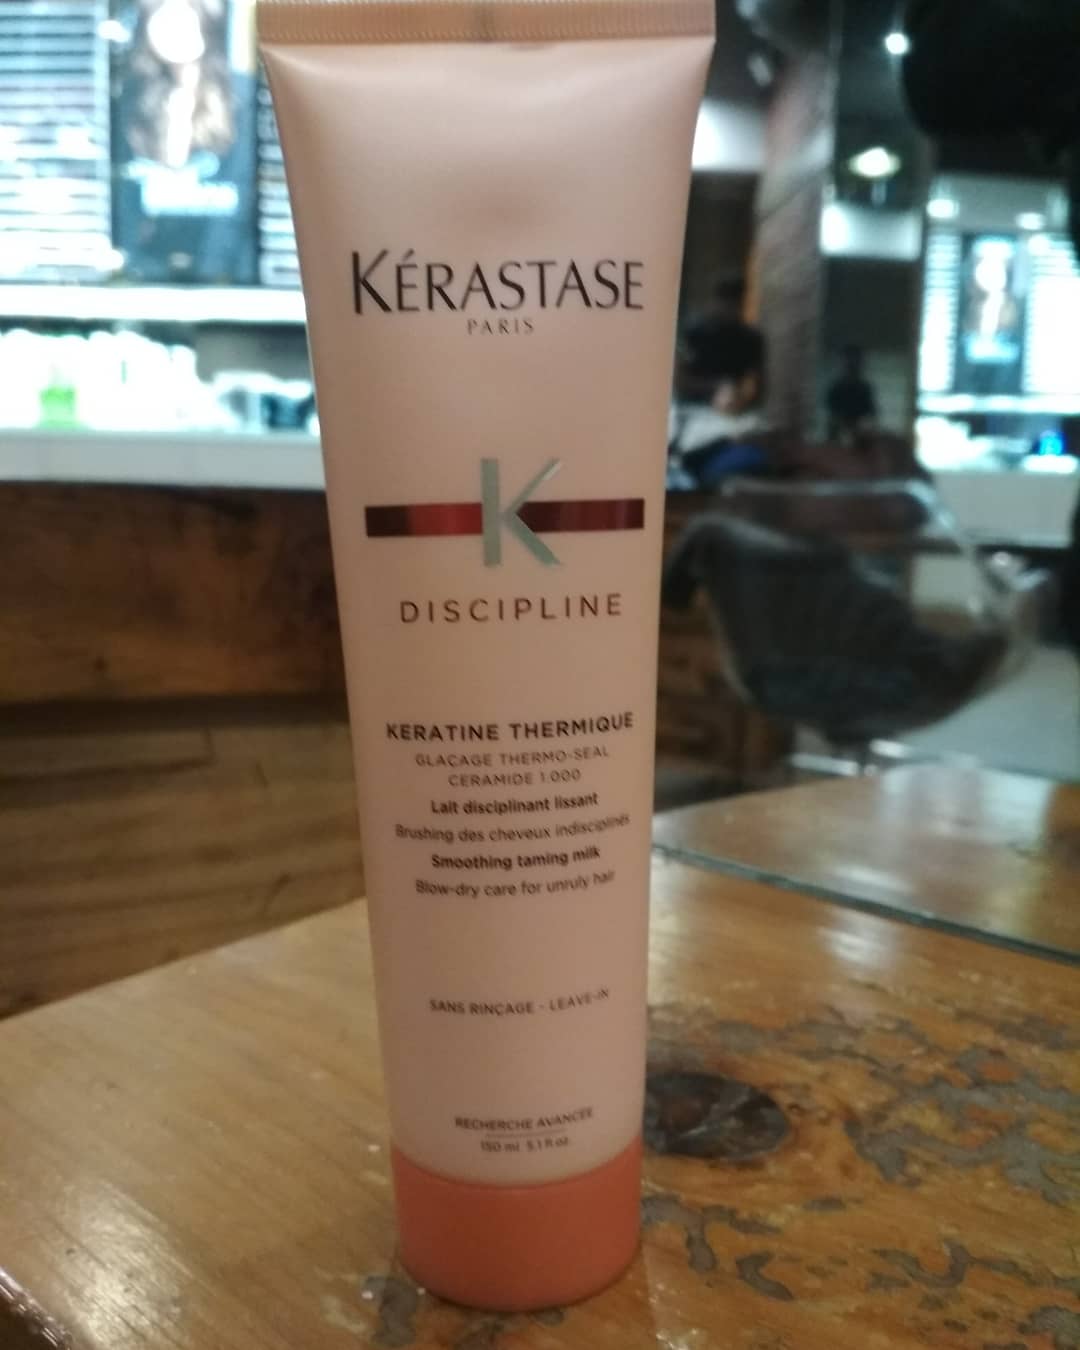 KÉRASTASE
PARIS
K
DISCIPLINE
KERATINE THERMIQUE
GLAÇAGE THERMO-SEAL
CERAMIDE 1.000
Lait disciplinant lissant
Brushing des cheveux indisciplinés
Smoothing taming milk
Blow-dry care for unruly hair
SANS RINÇAGE - LEAVE-IN
RECHERCHE AVANCÉE
150 ml 5.1 fl.oz